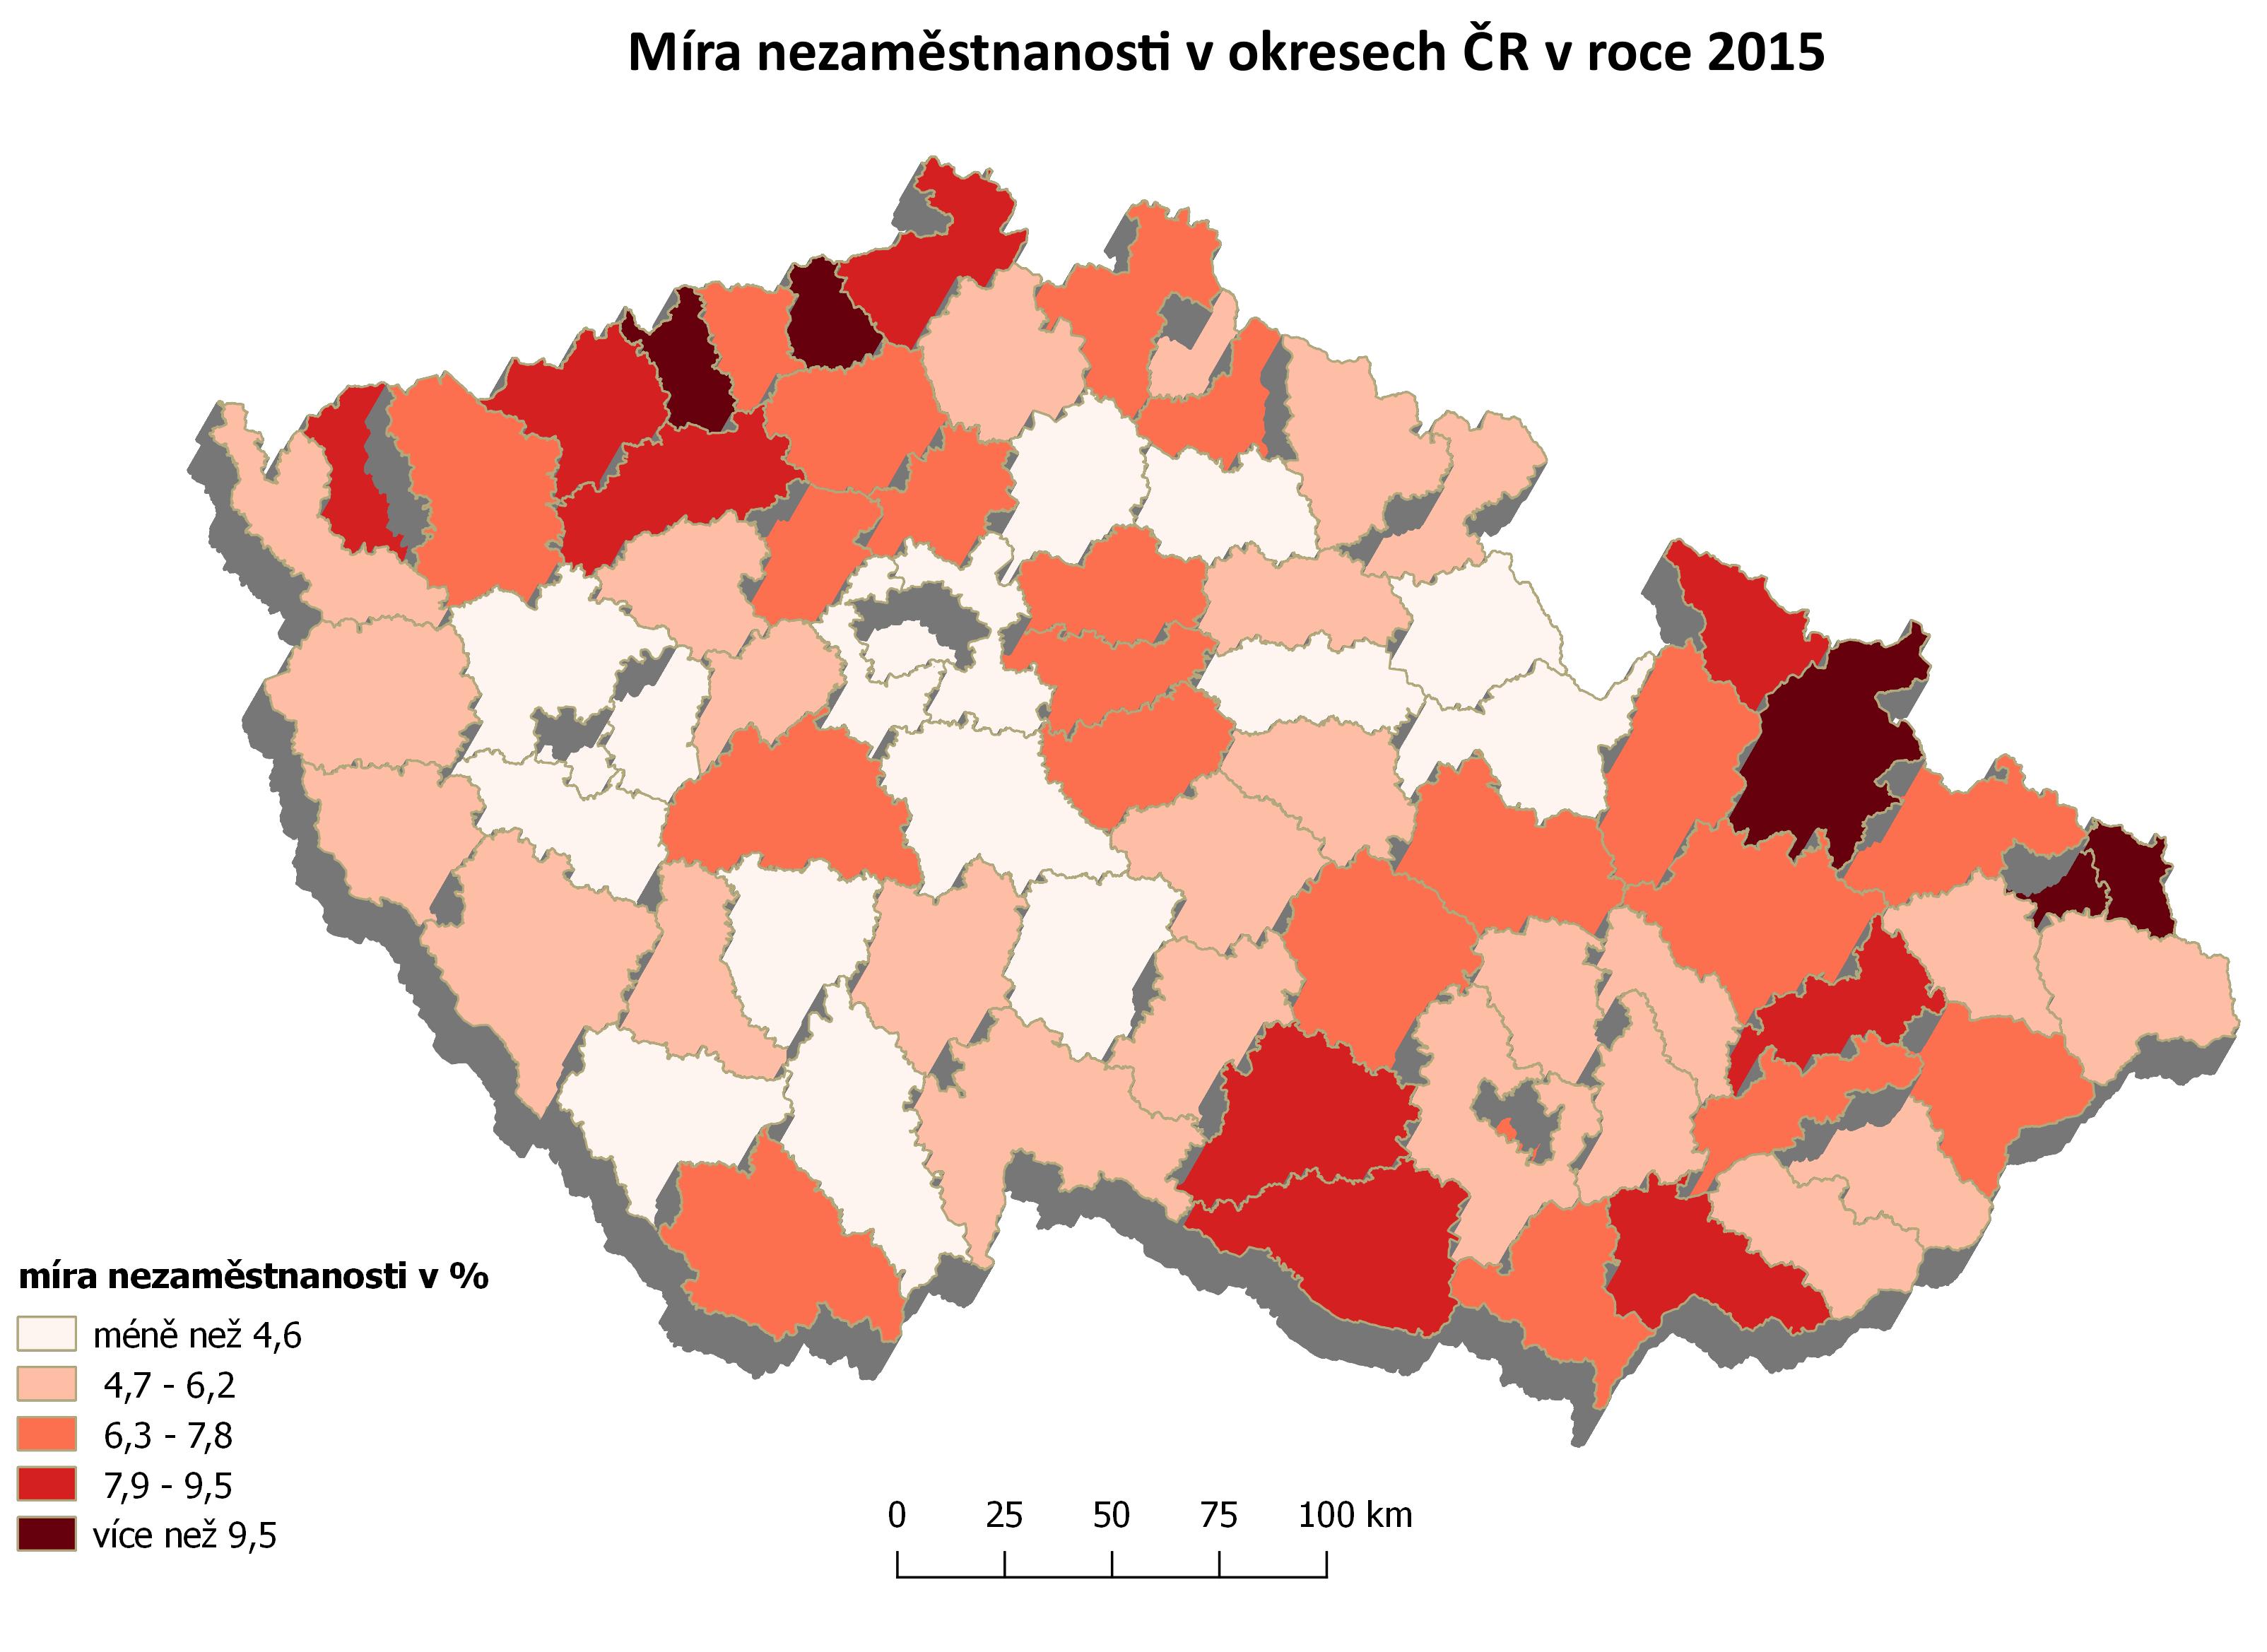 Míra nezaměstnanosti v okresech ČR v roce 2015
míra nezaměstnanosti v %
méně než 4,6
4,7 - 6,2
6,3 - 7,8
7,9 - 9,5
více než 9,5
0 25 50 75 100 km